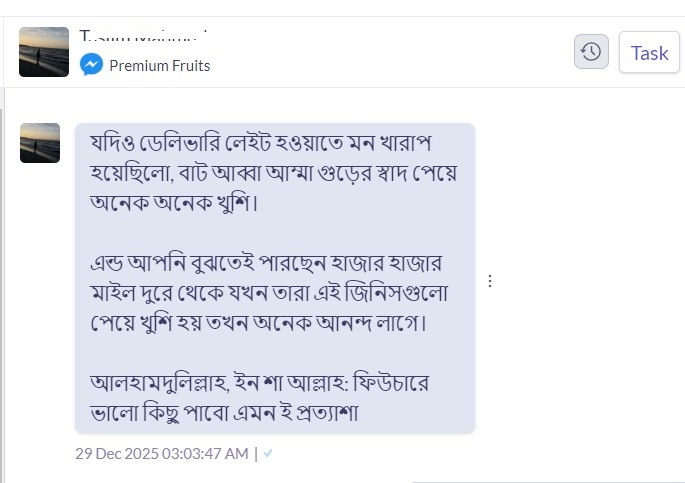 Premium Fruits
Task
যদিও ডেলিভারি লেইট হওয়াতে মন খারাপ
হয়েছিলো, বাট আব্বা আম্মা গুড়ের স্বাদ পেয়ে
অনেক অনেক খুশি।
এন্ড আপনি বুঝতেই পারছেন হাজার হাজার
মাইল দুরে থেকে যখন তারা এই জিনিসগুলো
পেয়ে খুশি হয় তখন অনেক আনন্দ লাগে।
আলহামদুলিল্লাহ, ইন শা আল্লাহ: ফিউচারে
ভালো কিছু পাবো এমন ই প্রত্যাশা
29 Dec 2025 03:03:47 AM |